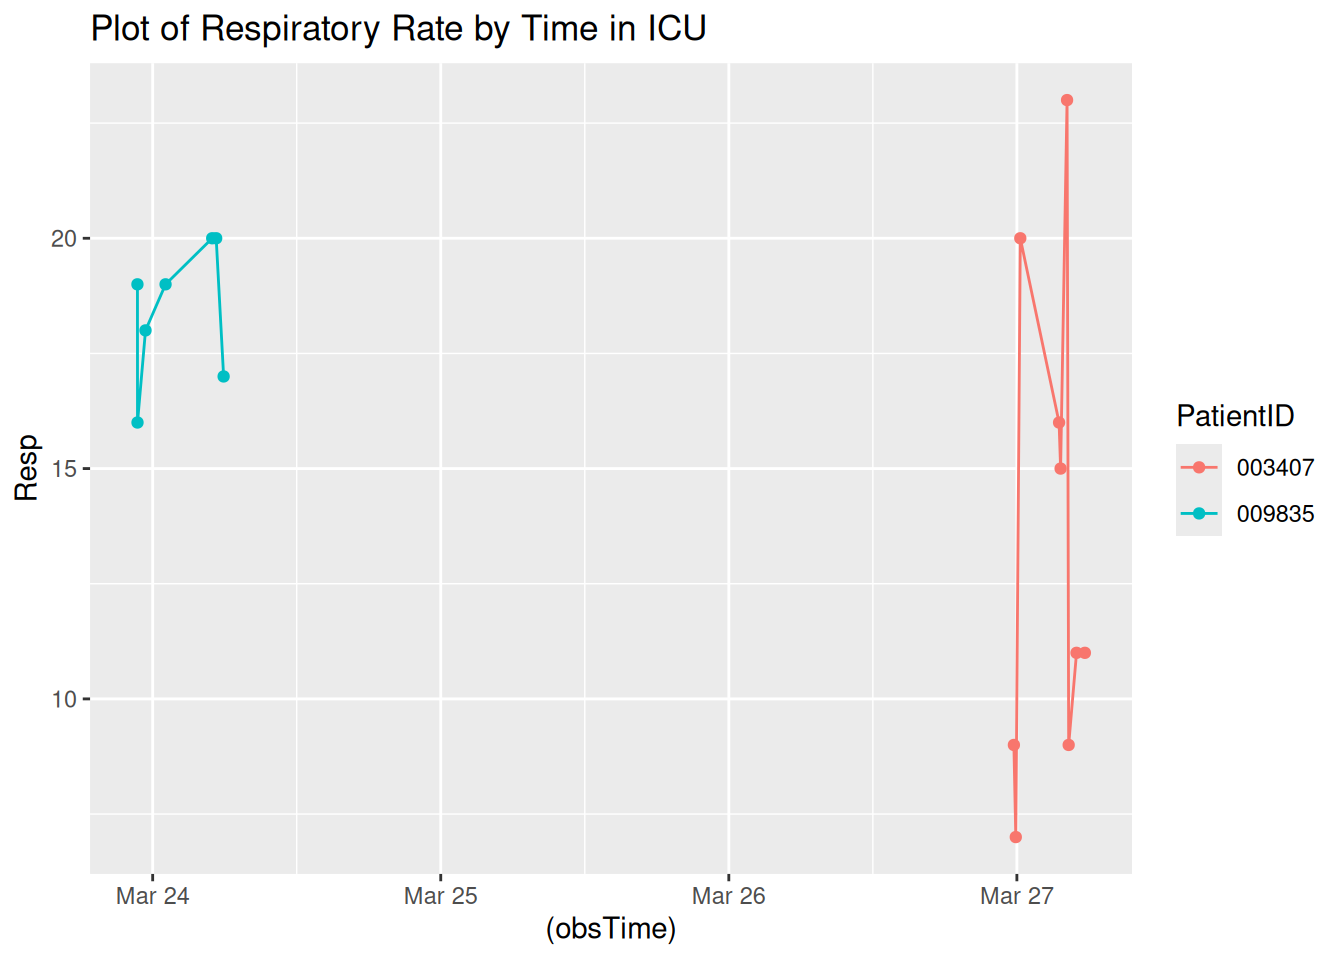 Plot of Respiratory Rate by Time in ICU
20
15
10
Resp
Mar 24
Mar 25
Mar 26
Mar 27
(obsTime)
PatientID
003407
009835